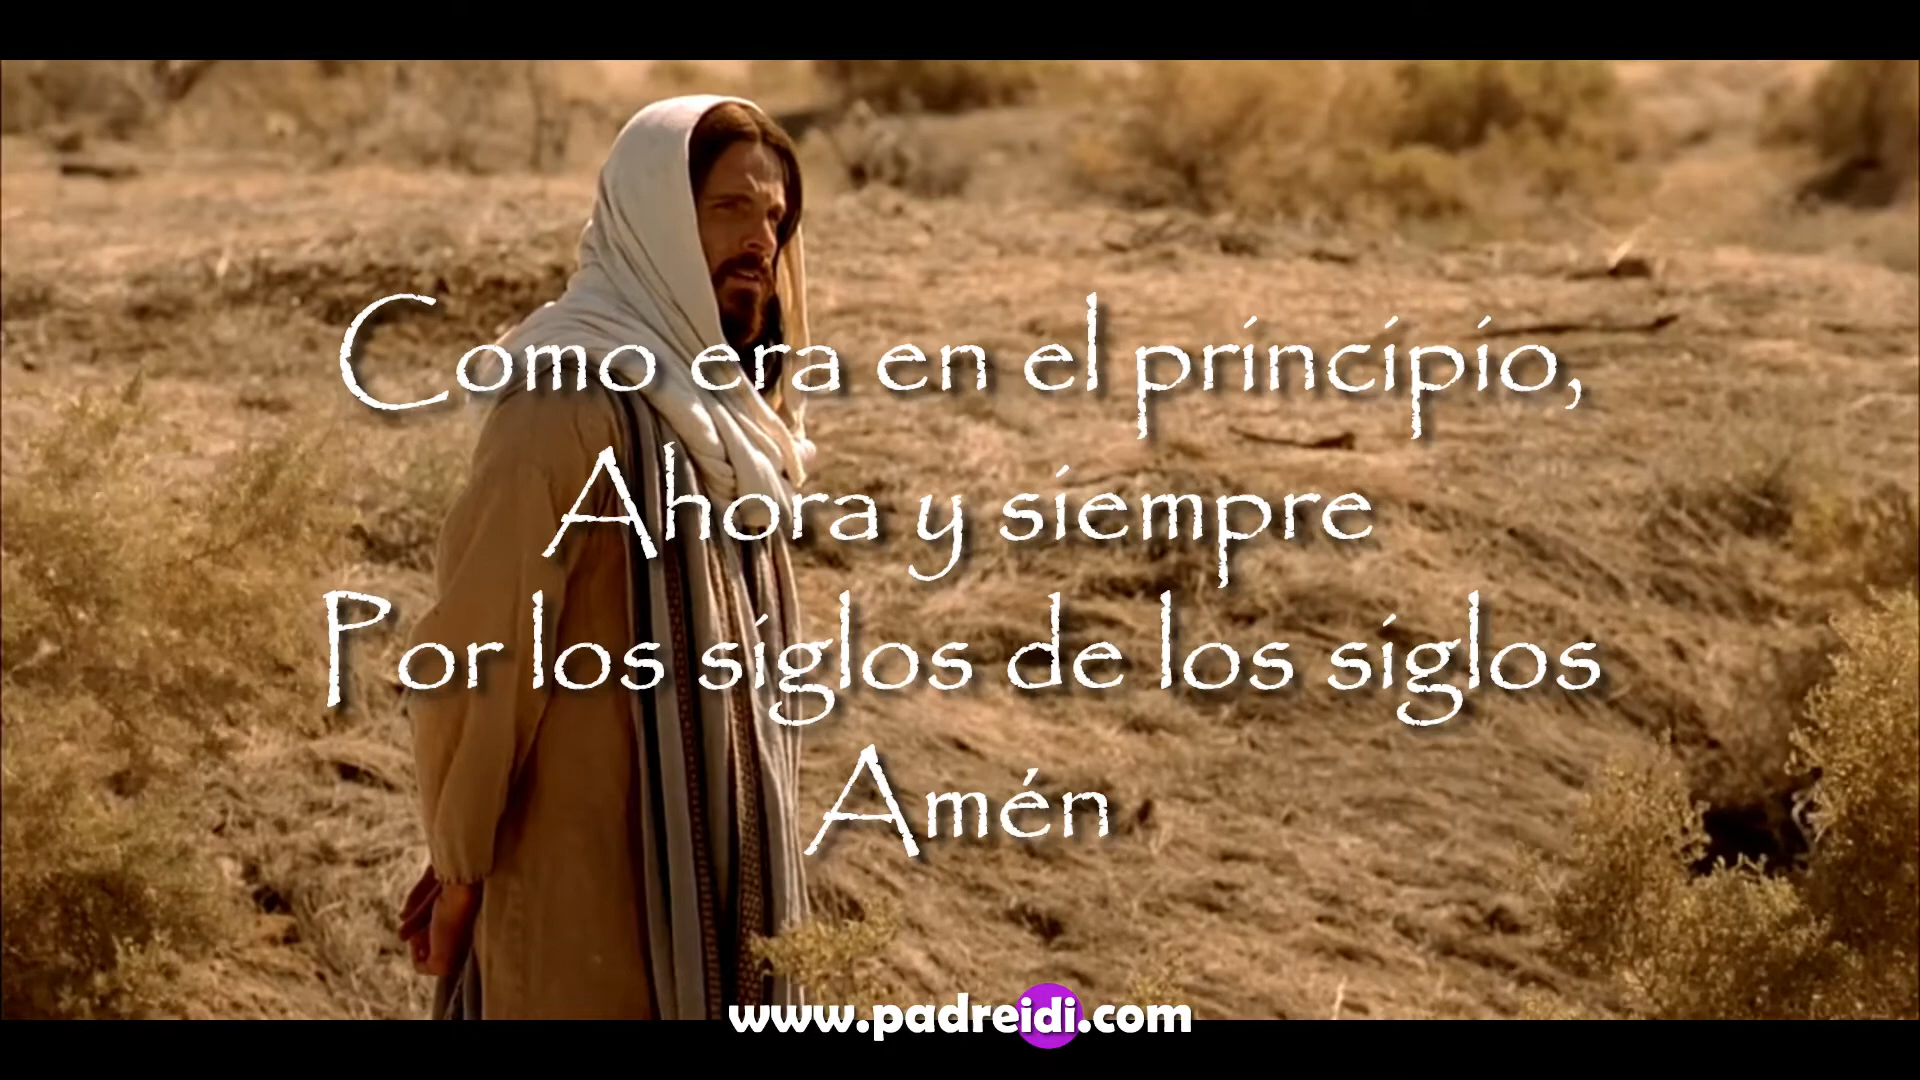 Como era en el principio,
Ahora y siempre
Por los siglos de los siglos
Amén
www.padreidi.com